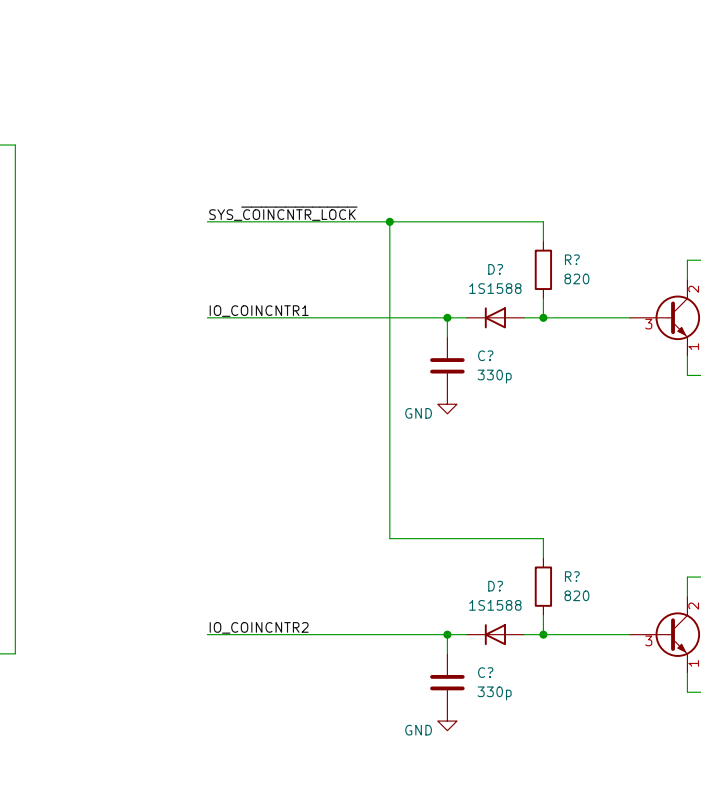 SYS_COINCNTR_LOCK
R?
820
D?
1S1588
2
IO_COINCNTR1
3
1
C?
330p
GND
R?
820
D?
1S1588
2
IO_COINCNTR2
3
1
C?
330p
GND